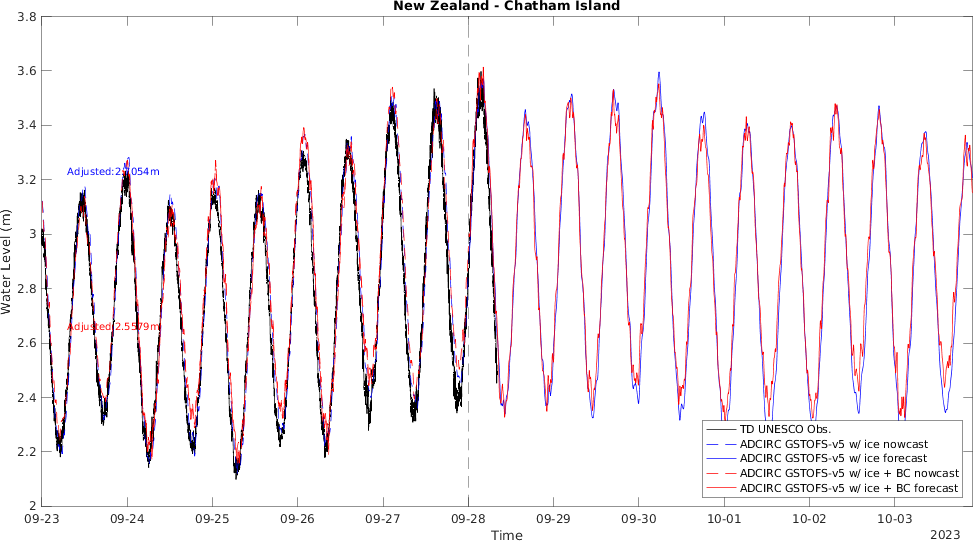 New Zealand - Chatham Island
3.8
3.6
3.4
3.2
3
2.8
2.6
2.4
2.2
2
Water Level (m)
Adjusted:2.7054m
Adjusted:2.5579m
TD UNESCO Obs.
ADCIRC GSTOFS-v5 w/ ice nowcast
ADCIRC GSTOFS-v5 w/ ice forecast
ADCIRC GSTOFS-v5 w/ ice + BC nowcast
ADCIRC GSTOFS-v5 w/ ice + BC forecast
09-23 09-24 09-25 09-26 09-27 09-28 09-29 09-30 10-01 10-02 10-03
Time
2023